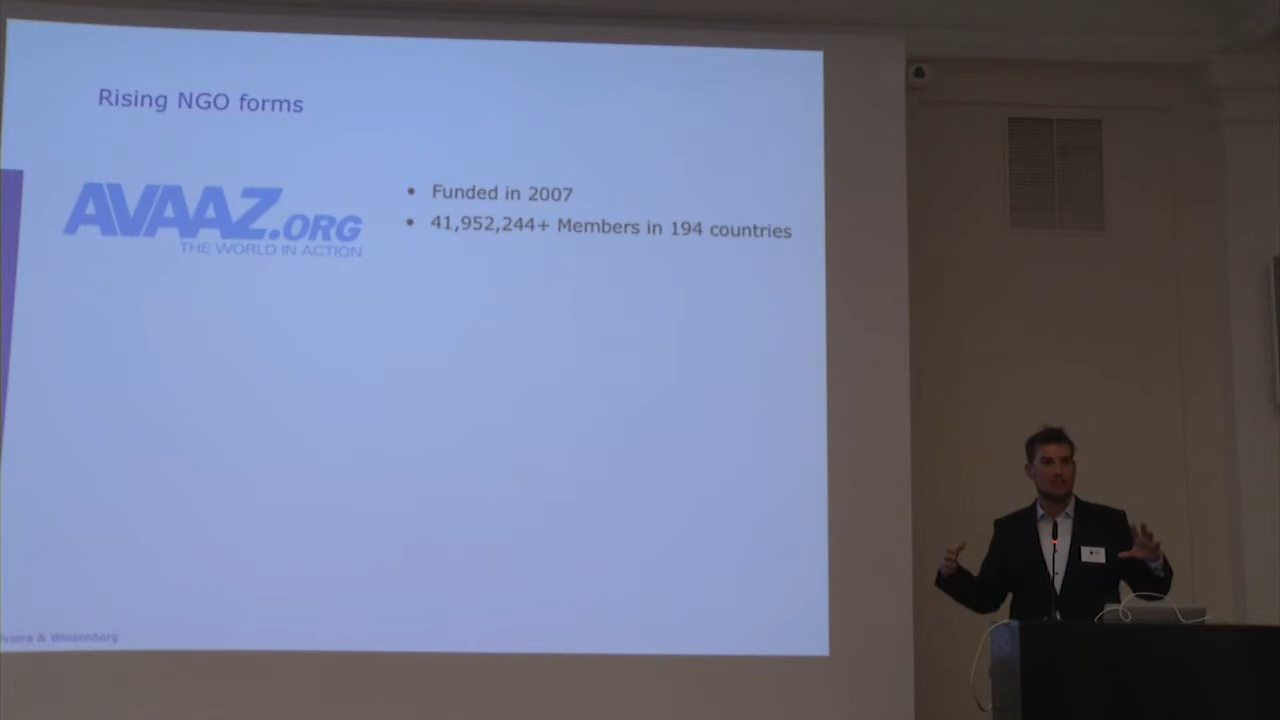 Rising NGO forms
AVAAZ.ORG
THE WORLD IN ACTION
• Funded in 2007
• 41,952,244+ Members in 194 countries
& Wiesenberg